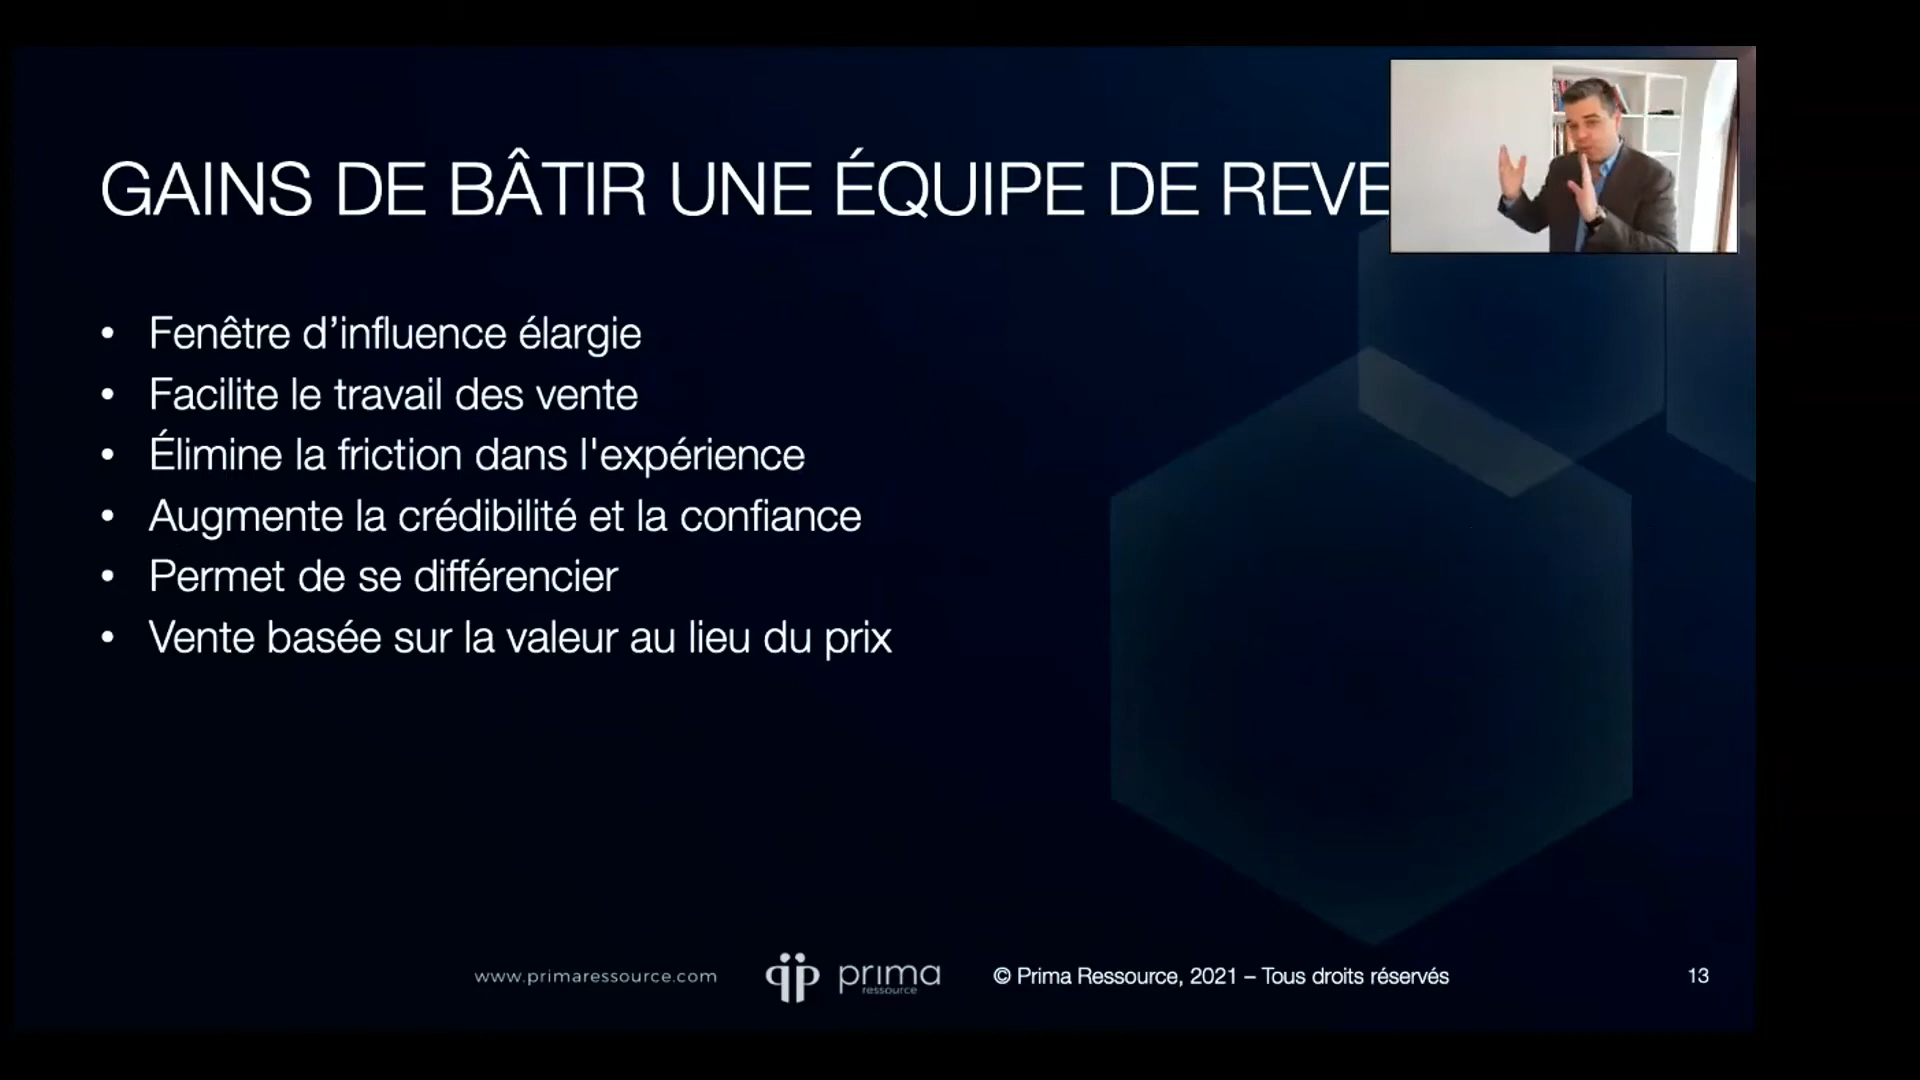 GAINS DE BÂTIR UNE ÉQUIPE DE REVE
• Fenêtre d’influence élargie
• Facilite le travail des vente
• Élimine la friction dans l'expérience
• Augmente la crédibilité et la confiance
• Permet de se différencier
• Vente basée sur la valeur au lieu du prix
www.primaressource.com
prima
ressource
© Prima Ressource, 2021 – Tous droits réservés
13